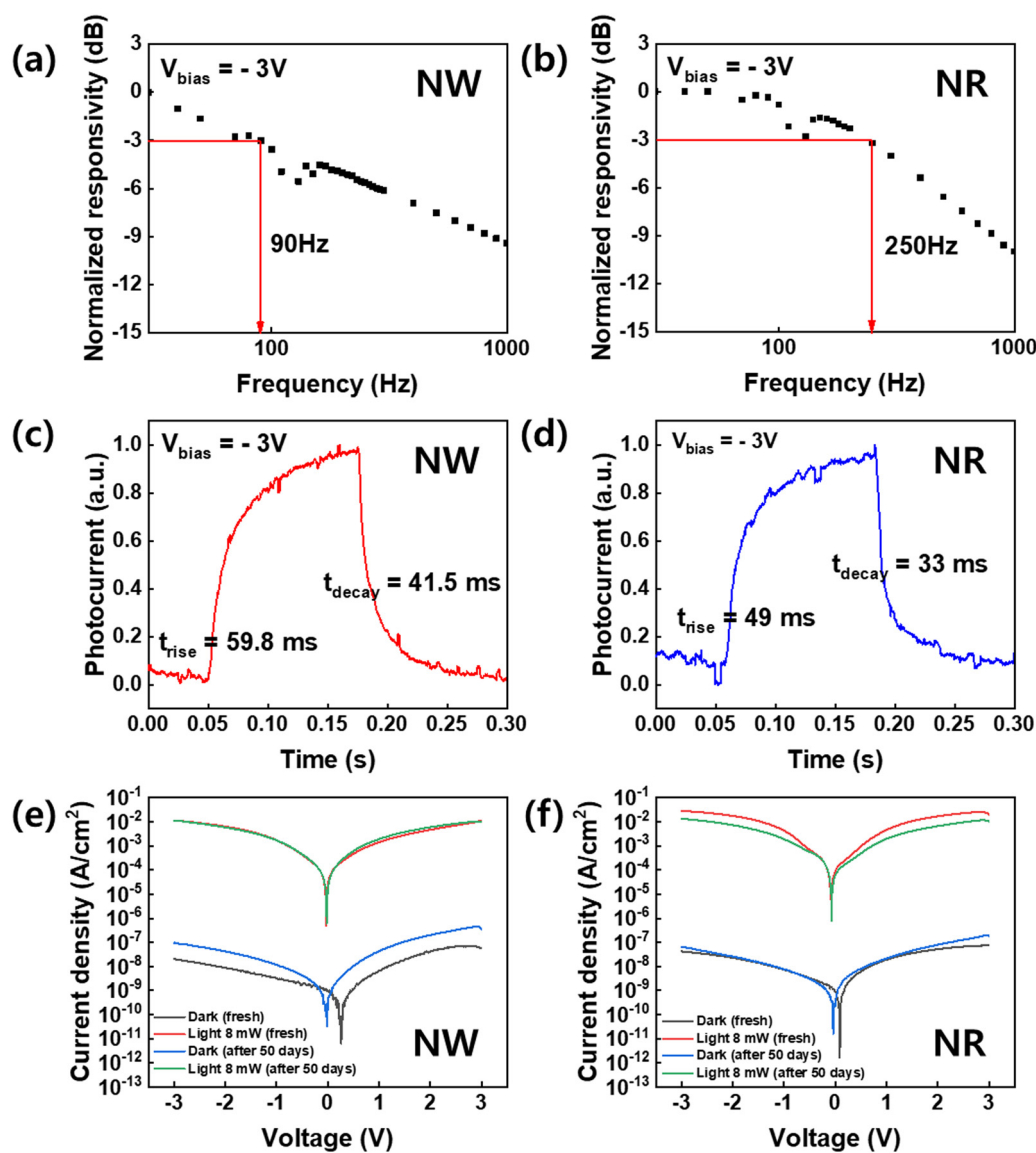 (a)
Normalized responsivity (dB)
3
0
-3
-6
-9
-12
-15
V_bias = - 3V
NW
90Hz
100
1000
Frequency (Hz)
(b)
Normalized responsivity (dB)
3
0
-3
-6
-9
-12
-15
V_bias = - 3V
NR
250Hz
100
1000
Frequency (Hz)
(c)
Photocurrent (a.u.)
1.0
0.8
0.6
0.4
0.2
0.0
V_bias = - 3V
NW
t_decay = 41.5 ms
t_rise = 59.8 ms
0.00 0.05 0.10 0.15 0.20 0.25 0.30
Time (s)
(d)
Photocurrent (a.u.)
1.0
0.8
0.6
0.4
0.2
0.0
V_bias = - 3V
NR
t_decay = 33 ms
t_rise = 49 ms
0.00 0.05 0.10 0.15 0.20 0.25 0.30
Time (s)
(e)
Current density (A/cm²)
10⁻¹
10⁻²
10⁻³
10⁻⁴
10⁻⁵
10⁻⁶
10⁻⁷
10⁻⁸
10⁻⁹
10⁻¹⁰
10⁻¹¹
10⁻¹²
10⁻¹³
Dark (fresh)
Light 8 mW (fresh)
Dark (after 50 days)
Light 8 mW (after 50 days)
NW
-3 -2 -1 0 1 2 3
Voltage (V)
(f)
Current density (A/cm²)
10⁻¹
10⁻²
10⁻³
10⁻⁴
10⁻⁵
10⁻⁶
10⁻⁷
10⁻⁸
10⁻⁹
10⁻¹⁰
10⁻¹¹
10⁻¹²
10⁻¹³
Dark (fresh)
Light 8 mW (fresh)
Dark (after 50 days)
Light 8 mW (after 50 days)
NR
-3 -2 -1 0 1 2 3
Voltage (V)